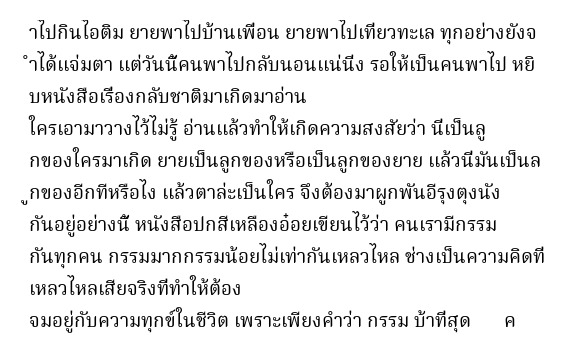 าไปกินไอติม ยายพาไปบ้านเพื่อน ยายพาไปเที่ยวทะเล ทุกอย่างยังจ
ำได้แจ่มตา แต่วันนี้คนพาไปกลับนอนแน่นิ่ง รอให้เป็นคนพาไป หยิ
บหนังสือเรื่องกลับชาติมาเกิดมาอ่าน
ใครเอามาวางไว้ไม่รู้ อ่านแล้วทำให้เกิดความสงสัยว่า นี่เป็นลู
กของใครมาเกิด ยายเป็นลูกของหรือเป็นลูกของยาย แล้วนี่มันเป็นล
ูกของอีกทีหรือไง แล้วตาล่ะเป็นใคร จึงต้องมาผูกพันอีรุงตุงนัง
กันอยู่อย่างนี้ หนังสือปกสีเหลืองอ๋อยเขียนไว้ว่า คนเรามีกรรม
กันทุกคน กรรมมากกรรมน้อยไม่เท่ากันเหลวไหล ช่างเป็นความคิดที่
เหลวไหลเสียจริงที่ทำให้ต้อง
จมอยู่กับความทุกข์ในชีวิต เพราะเพียงคำว่า กรรม บ้าที่สุด ค